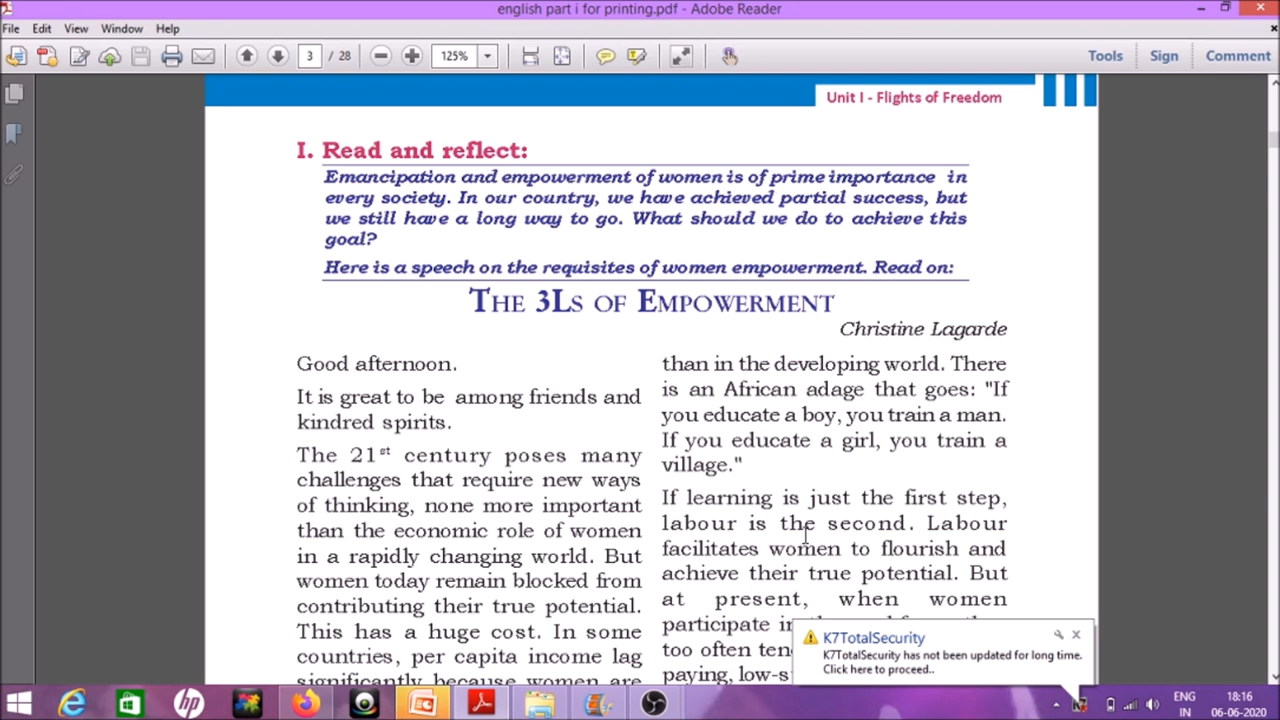 english part i for printing.pdf - Adobe Reader
File Edit View Window Help
3 / 28 125% Tools Sign Comment
Unit I - Flights of Freedom
I. Read and reflect:
Emancipation and empowerment of women is of prime importance in
every society. In our country, we have achieved partial success, but
we still have a long way to go. What should we do to achieve this
goal?
Here is a speech on the requisites of women empowerment. Read on:
THE 3LS OF EMPOWERMENT
Christine Lagarde
Good afternoon.
It is great to be among friends and
kindred spirits.
The 21st century poses many
challenges that require new ways
of thinking, none more important
than the economic role of women
in a rapidly changing world. But
women today remain blocked from
contributing their true potential.
This has a huge cost. In some
countries, per capita income lag
significantly because women are
than in the developing world. There
is an African adage that goes: "If
you educate a boy, you train a man.
If you educate a girl, you train a
village."
If learning is just the first step,
labour is the second. Labour
facilitates women to flourish and
achieve their true potential. But
at present, when women
participate in
too often
paying,
K7TotalSecurity
K7TotalSecurity has not been updated for long time.
Click here to proceed..
ENG
IN
18:16
06-06-2020